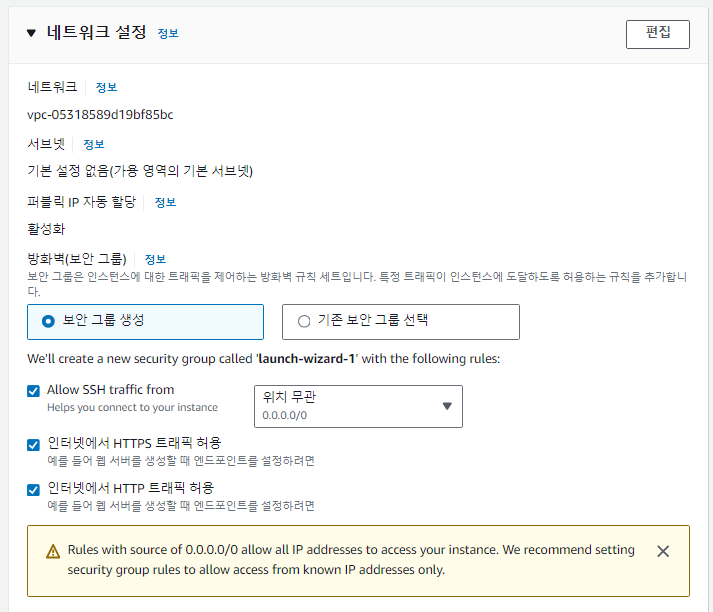 ▼ 네트워크 설정 정보 편집
네트워크 정보
vpc-05318589d19bf85bc
서브넷 정보
기본 설정 없음(가용 영역의 기본 서브넷)
퍼블릭 IP 자동 할당 정보
활성화
방화벽(보안 그룹) 정보
보안 그룹은 인스턴스에 대한 트래픽을 제어하는 방화벽 규칙 세트입니다. 특정 트래픽이 인스턴스에 도달하도록 허용하는 규칙을 추가합니
다.
보안 그룹 생성 기존 보안 그룹 선택
We'll create a new security group called 'launch-wizard-1' with the following rules:
Allow SSH traffic from
Helps you connect to your instance
위치 무관
0.0.0.0/0
인터넷에서 HTTPS 트래픽 허용
예를 들어 웹 서버를 생성할 때 엔드포인트를 설정하려면
인터넷에서 HTTP 트래픽 허용
예를 들어 웹 서버를 생성할 때 엔드포인트를 설정하려면
Rules with source of 0.0.0.0/0 allow all IP addresses to access your instance. We recommend setting
security group rules to allow access from known IP addresses only.